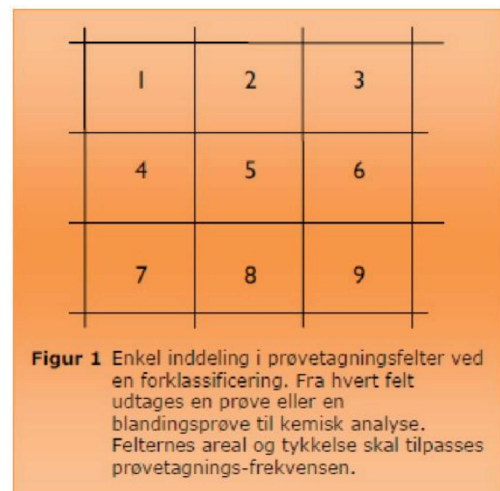 1 2 3
4 5 6
7 8 9
Figur 1 Enkel inddeling i prøvetagningsfelter ved
en forklassificering. Fra hvert felt
udtages en prøve eller en
blandingsprøve til kemisk analyse.
Felternes areal og tykkelse skal tilpasses
prøvetagnings-frekvensen.